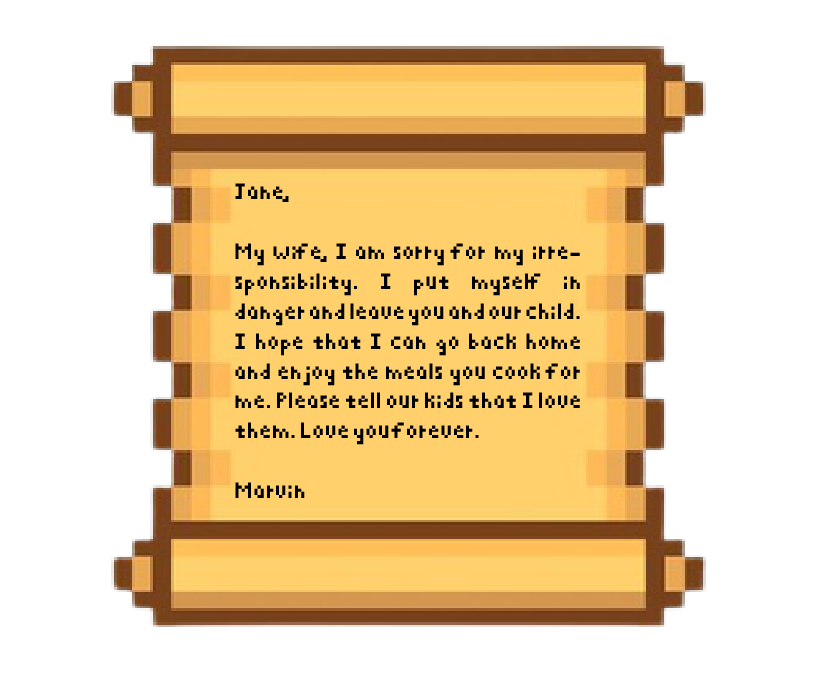 Jane,
My wife, I am sorry for my irre-
sponsibility. I put myself in
danger and leave you and our child.
I hope that I can go back home
and enjoy the meals you cook for
me. Please tell our kids that I love
them. Love you forever.
Marvin